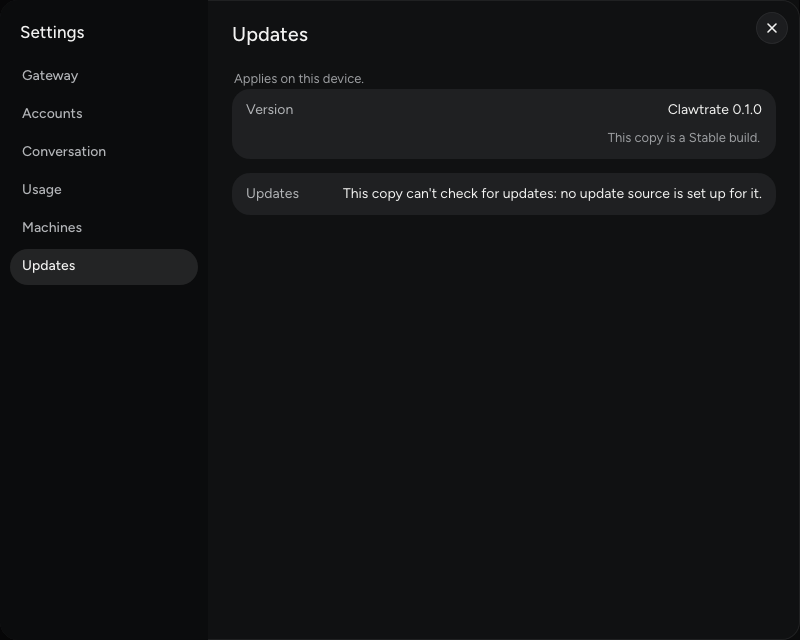 Settings
Gateway
Accounts
Conversation
Usage
Machines
Updates
Updates
Applies on this device.
Version Clawtrate 0.1.0
This copy is a Stable build.
Updates This copy can't check for updates: no update source is set up for it.